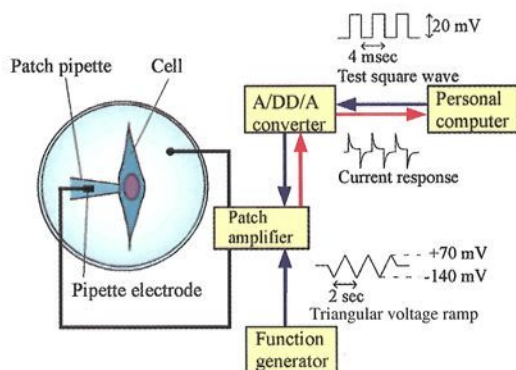 20 mV
4 msec
Test square wave
Patch pipette
Cell
A/DD/A
converter
Personal
computer
Current response
Patch
amplifier
+70 mV
-140 mV
2 sec
Triangular voltage ramp
Pipette electrode
Function
generator